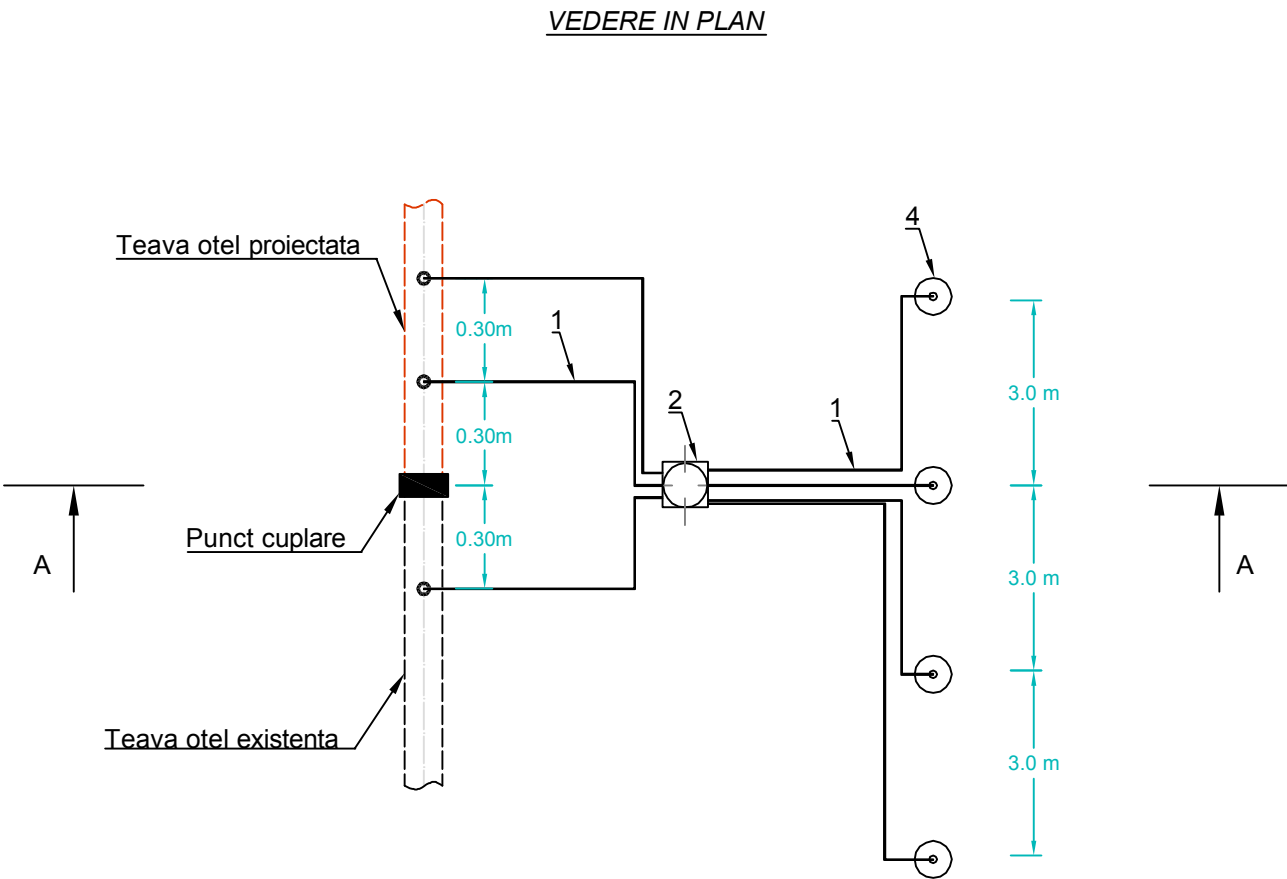 VEDERE IN PLAN
4
Teava otel proiectata
0.30m
1
3.0 m
2
1
0.30m
Punct cuplare
0.30m
A
3.0 m
A
Teava otel existenta
3.0 m